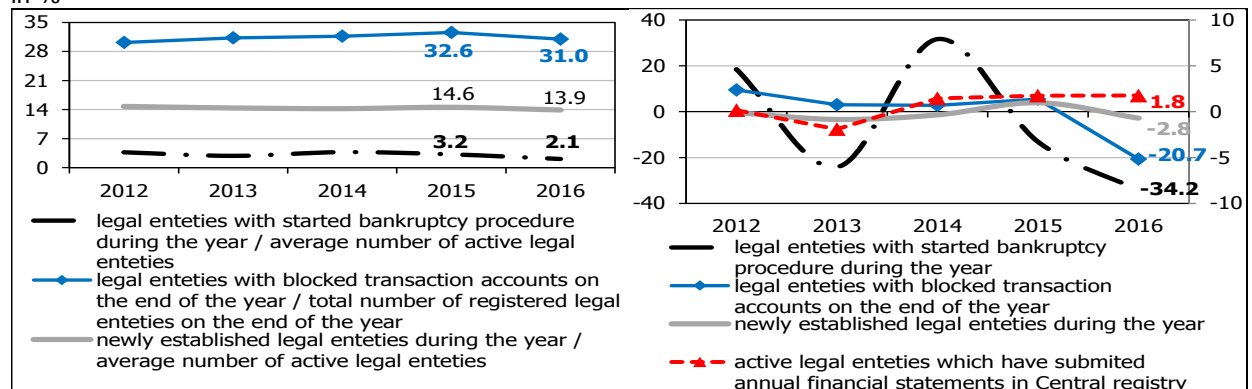 in %
35
28
21
14
7
0
32.6
31.0
14.6
13.9
3.2
2.1
2012 2013 2014 2015 2016
legal enteties with started bankruptcy procedure
during the year / average number of active legal
enteties
legal enteties with blocked transaction accounts on
the end of the year / total number of registered legal
enteties on the end of the year
newly established legal enteties during the year /
average number of active legal enteties
40
20
0
-20
-40
10
5
0
-5
-10
1.8
-2.8
-20.7
-34.2
2012 2013 2014 2015 2016
legal enteties with started bankruptcy
procedure during the year
legal enteties with blocked transaction
accounts on the end of the year
newly established legal enteties during the year
active legal enteties which have submited
annual financial statements in Central registry